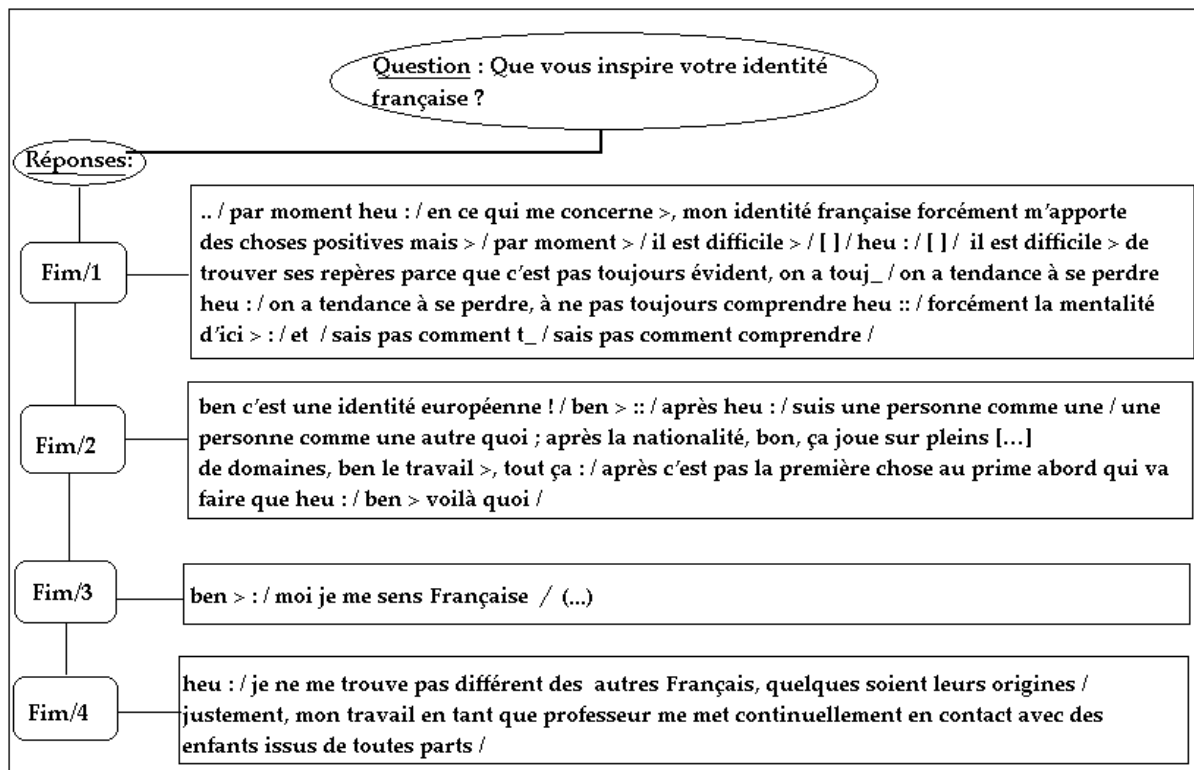 Question : Que vous inspire votre identité
française ?
Réponses:
Fim/1
.. / par moment heu : / en ce qui me concerne >, mon identité française forcément m'apporte
des choses positives mais > / par moment > / il est difficile > / [ ] / heu : / [ ] / il est difficile > de
trouver ses repères parce que c'est pas toujours évident, on a touj_ / on a tendance à se perdre
heu : / on a tendance à se perdre, à ne pas toujours comprendre heu :: / forcément la mentalité
d'ici > : / et / sais pas comment t_ / sais pas comment comprendre /
Fim/2
ben c'est une identité européenne ! / ben > :: / après heu : / suis une personne comme une / une
personne comme une autre quoi ; après la nationalité, bon, ça joue sur pleins [...]
de domaines, ben le travail >, tout ça : / après c'est pas la première chose au prime abord qui va
faire que heu : / ben > voilà quoi /
Fim/3
ben > : / moi je me sens Française / (...)
Fim/4
heu : / je ne me trouve pas différent des autres Français, quelques soient leurs origines /
justement, mon travail en tant que professeur me met continuellement en contact avec des
enfants issus de toutes parts /